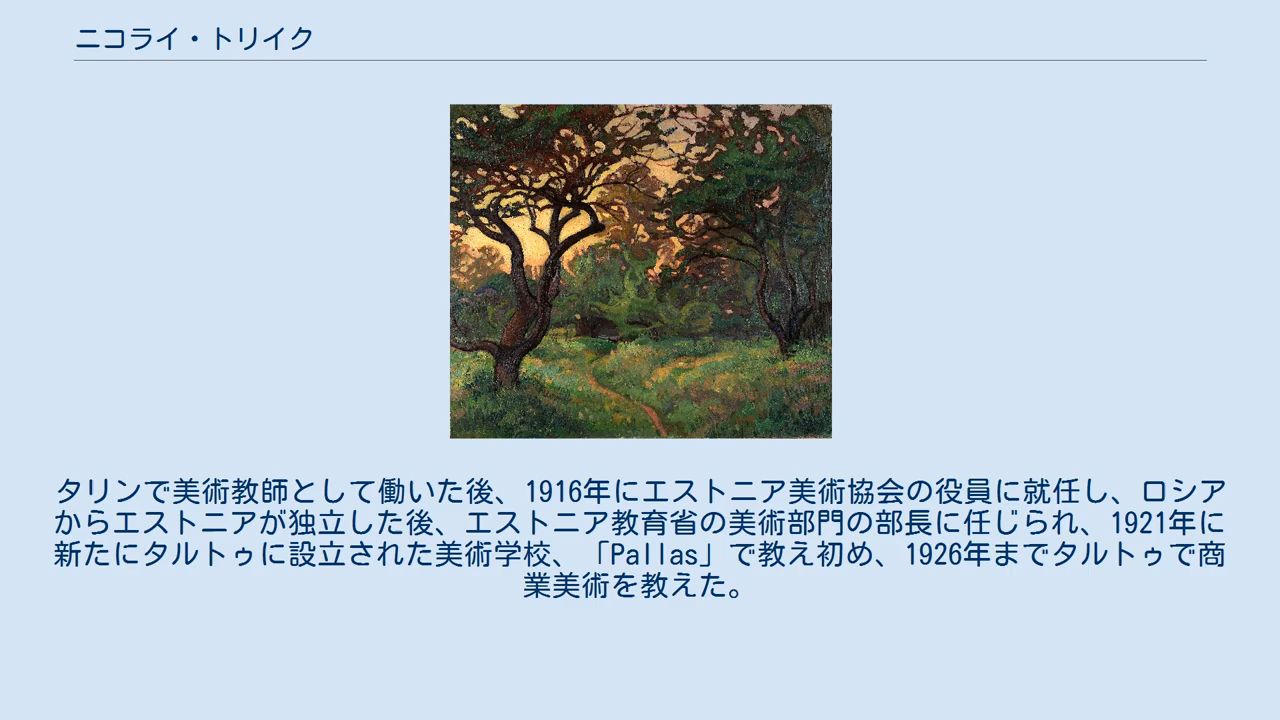 ニコライ・トリイク
タリンで美術教師として働いた後、1916年にエストニア美術協会の役員に就任し、ロシア
からエストニアが独立した後、エストニア教育省の美術部門の部長に任じられ、1921年に
新たにタルトゥに設立された美術学校、「Pallas」で教え初め、1926年までタルトゥで商
業美術を教えた。